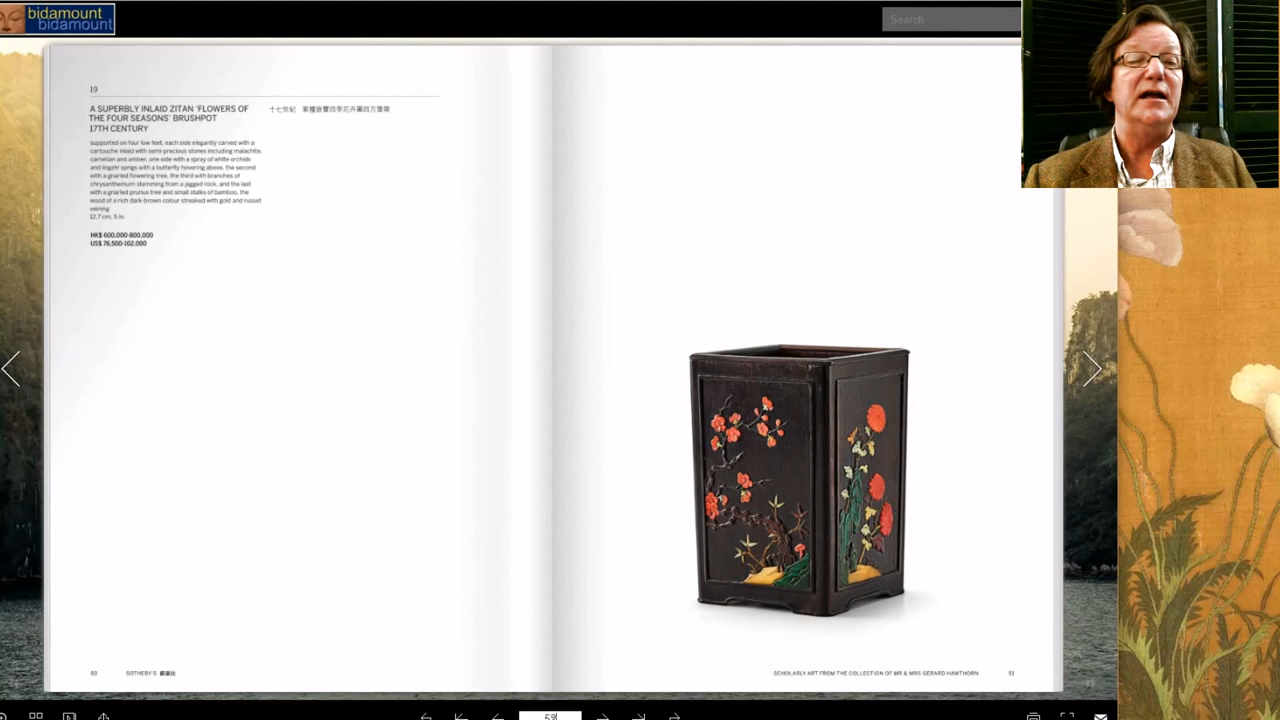 bidamount
bidamount
Search
19
A SUPERBLY INLAID ZITAN 'FLOWERS OF
THE FOUR SEASONS' BRUSHPOT
17TH CENTURY
十七世紀 紫檀嵌寶四季花卉圖四方筆筒
supported on four low feet, each side elegantly carved with a
cartouche inlaid with semi-precious stones including malachite,
carnelian and amber, one side with a spray of white orchids
and lingzhi sprigs with a butterfly hovering above, the second
with a gnarled flowering tree, the third with branches of
chrysanthemum stemming from a jagged rock, and the last
with a gnarled prunus tree and small stalks of bamboo, the
wood of a rich dark-brown colour streaked with gold and russet
veining
12.7 cm, 5 in.
HK$ 600,000-800,000
US$ 76,500-102,000
50 SOTHEBY'S 蘇富比
SCHOLARLY ART FROM THE COLLECTION OF MR & MRS GERARD HAWTHORN 51
53